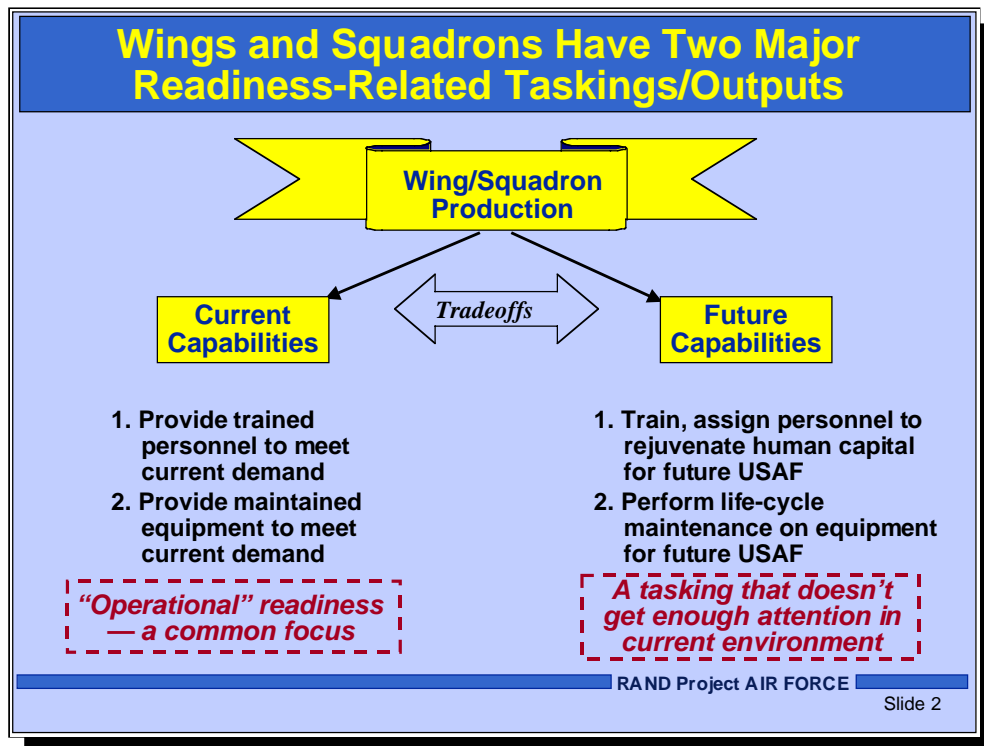 Wings and Squadrons Have Two Major
Readiness-Related Taskings/Outputs
Wing/Squadron
Production
Current
Capabilities
Tradeoffs
Future
Capabilities
1. Provide trained
personnel to meet
current demand
2. Provide maintained
equipment to meet
current demand
“Operational” readiness
— a common focus
1. Train, assign personnel to
rejuvenate human capital
for future USAF
2. Perform life-cycle
maintenance on equipment
for future USAF
A tasking that doesn’t
get enough attention in
current environment
RAND Project AIR FORCE
Slide 2